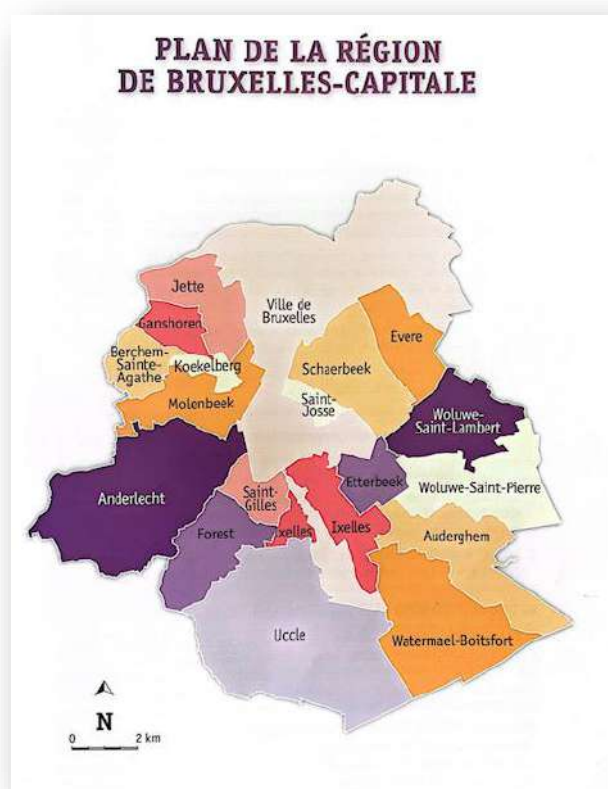 PLAN DE LA RÉGION
DE BRUXELLES-CAPITALE
Jette
Ganshoren
Ville de
Bruxelles
Evere
Berchem-
Sainte-
Agathe
Koekelberg
Schaerbeek
Molenbeek
Saint-
Josse
Woluwe-
Saint-Lambert
Anderlecht
Saint-
Gilles
Etterbeek
Woluwe-Saint-Pierre
Forest
Ixelles
Ixelles
Auderghem
Uccle
Watermael-Boitsfort
N
0 2 km